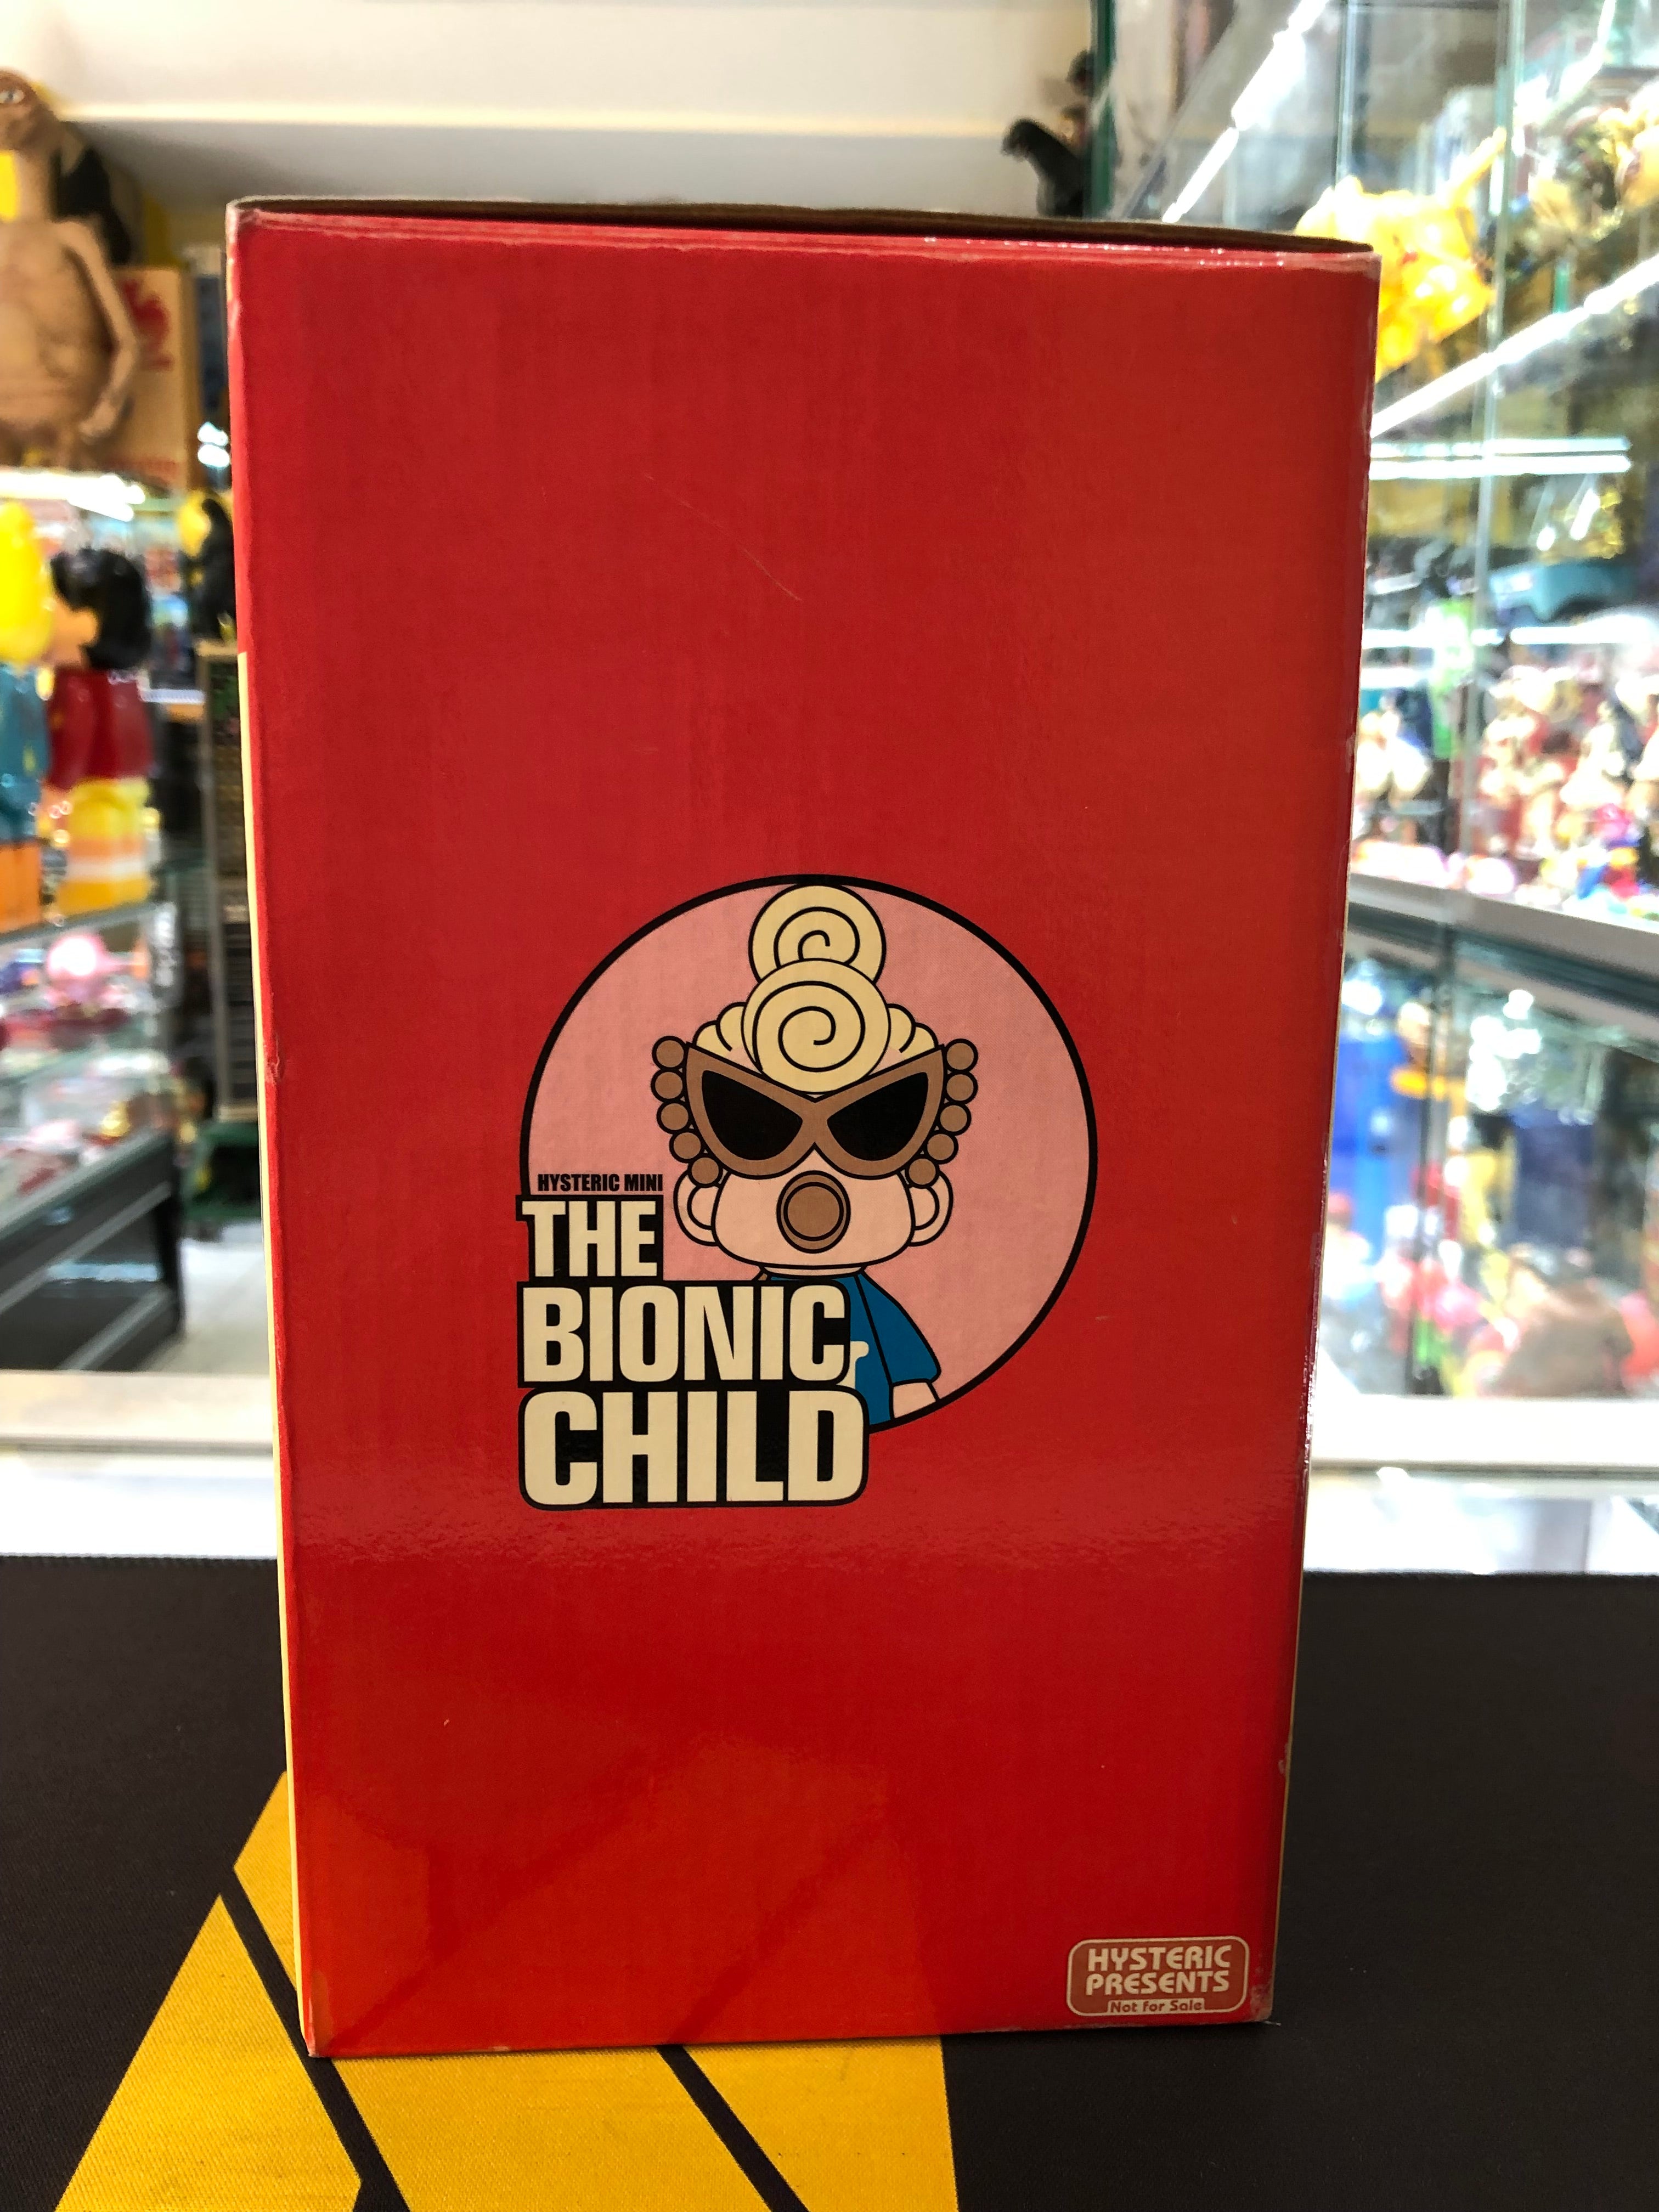 HYSTERIC MINI
THE
BIONIC
CHILD
HYSTERIC
PRESENTS
Not For Sale